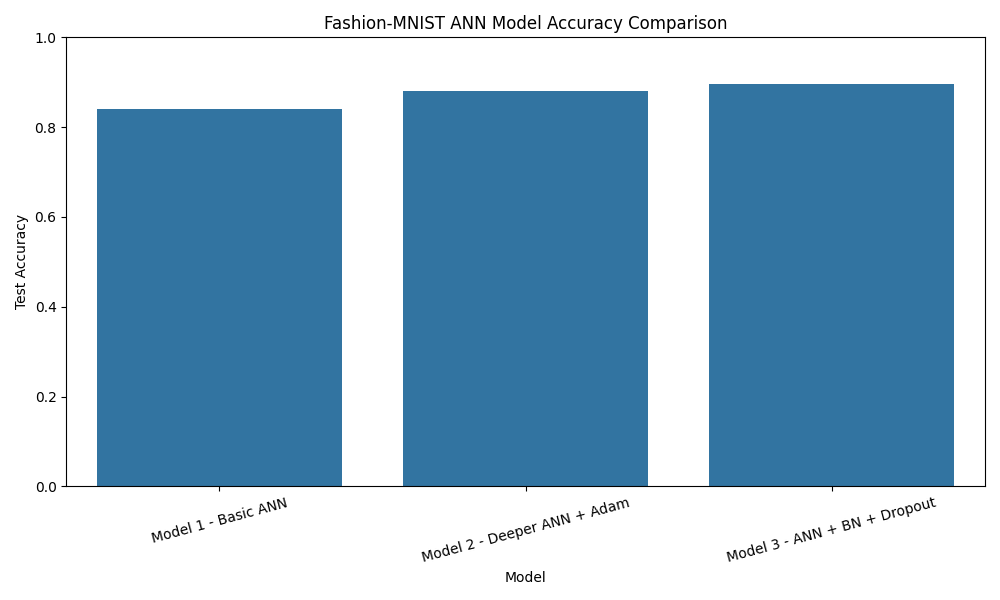 Fashion-MNIST ANN Model Accuracy Comparison
1.0
0.8
0.6
0.4
0.2
0.0
Test Accuracy
Model 1 - Basic ANN
Model 2 - Deeper ANN + Adam
Model 3 - ANN + BN + Dropout
Model